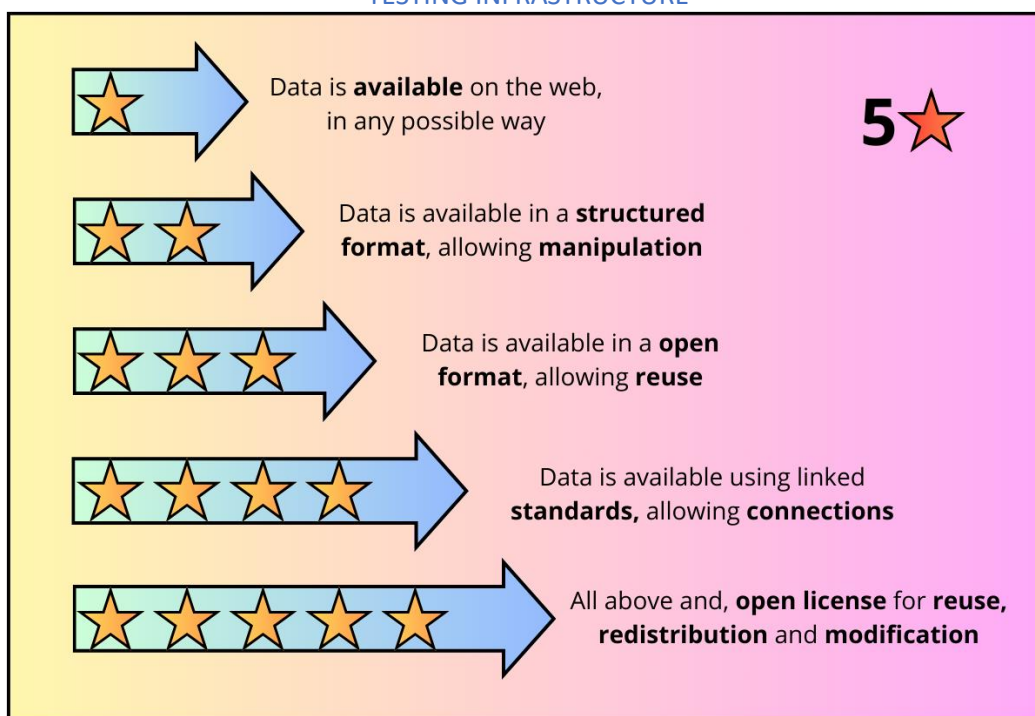 TESTING INFRASTRUCTURE
Data is available on the web,
in any possible way
5
Data is available in a structured
format, allowing manipulation
Data is available in a open
format, allowing reuse
Data is available using linked
standards, allowing connections
All above and, open license for reuse,
redistribution and modification